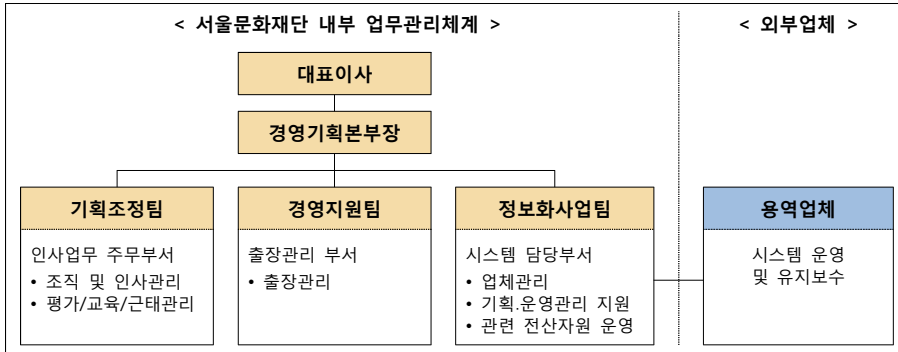 < 서울문화재단 내부 업무관리체계 >
< 외부업체 >
대표이사
경영기획본부장
기획조정팀
인사업무 주무부서
• 조직 및 인사관리
• 평가/교육/근태관리
경영지원팀
출장관리 부서
• 출장관리
정보화사업팀
시스템 담당부서
• 업체관리
• 기획.운영관리 지원
• 관련 전산자원 운영
용역업체
시스템 운영
및 유지보수